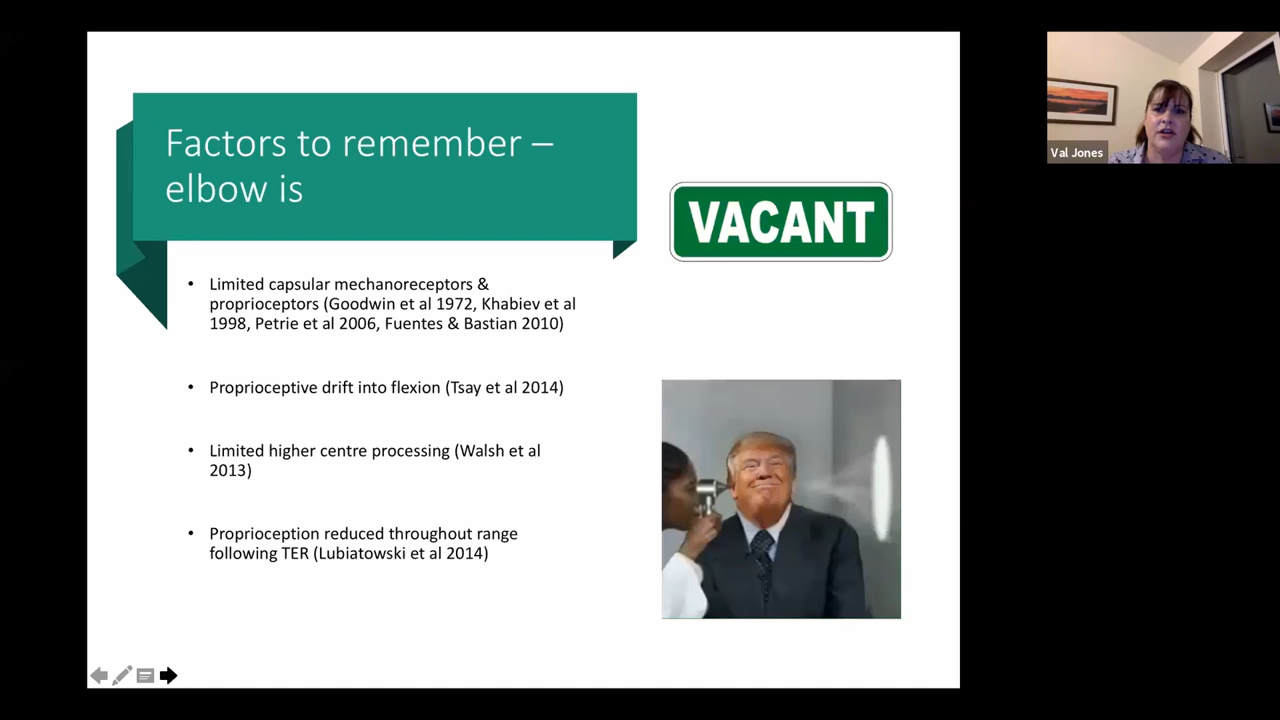 Factors to remember –
elbow is
VACANT
• Limited capsular mechanoreceptors &
proprioceptors (Goodwin et al 1972, Khabiev et al
1998, Petrie et al 2006, Fuentes & Bastian 2010)
• Proprioceptive drift into flexion (Tsay et al 2014)
• Limited higher centre processing (Walsh et al
2013)
• Proprioception reduced throughout range
following TER (Lubiatowski et al 2014)
Val Jones